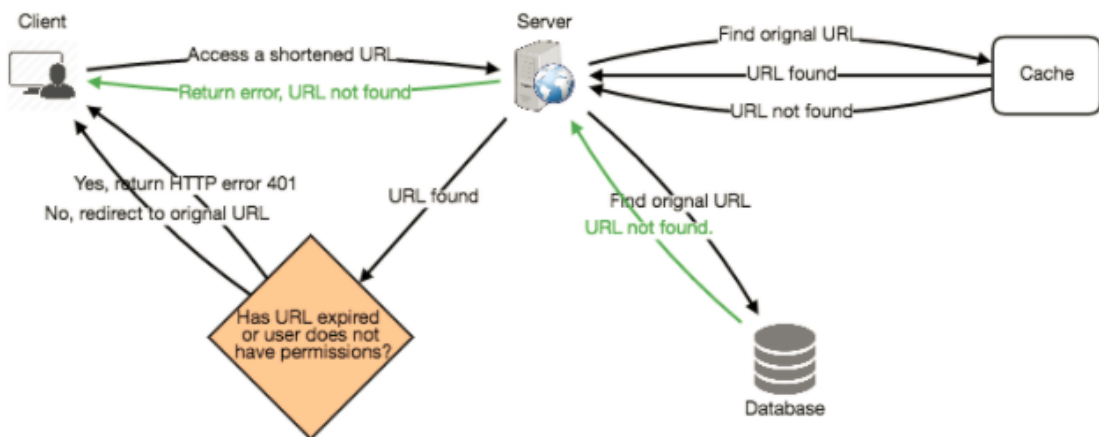 Client
Server
Access a shortened URL
Return error, URL not found
Find orignal URL
URL found
URL not found
Cache
Yes, return HTTP error 401
No, redirect to orignal URL
URL found
Find orignal URL
URL not found.
Has URL expired
or user does not
have permissions?
Database